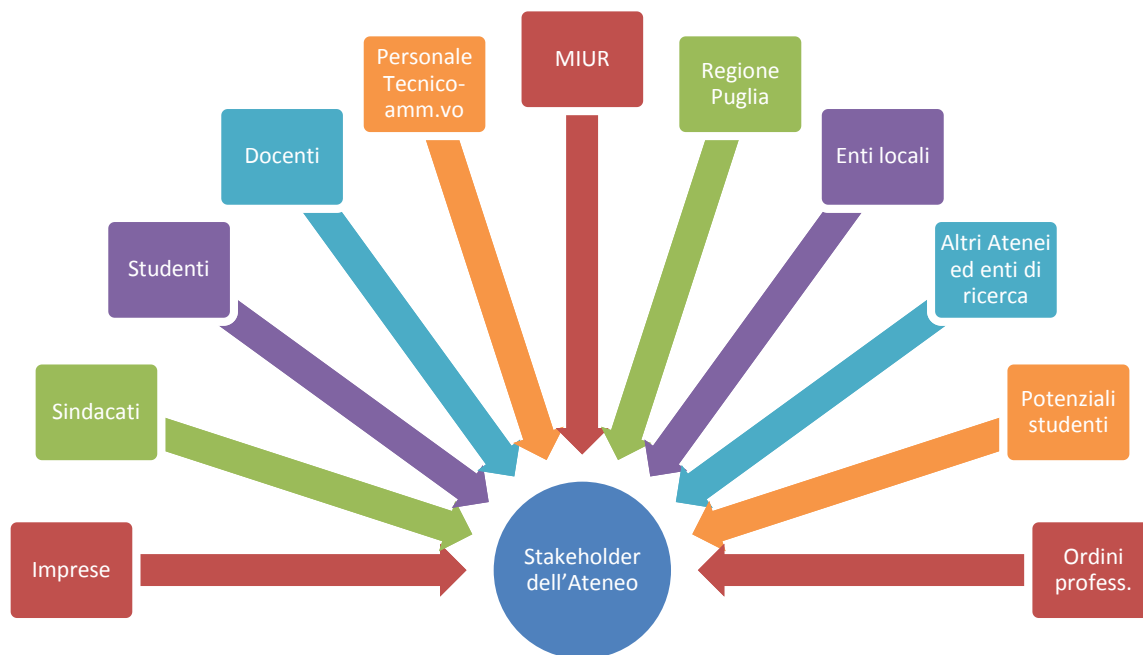 MIUR
Personale
Tecnico-
amm.vo
Regione
Puglia
Docenti
Enti locali
Studenti
Altri Atenei
ed enti di
ricerca
Sindacati
Potenziali
studenti
Imprese
Stakeholder
dell’Ateneo
Ordini
profess.